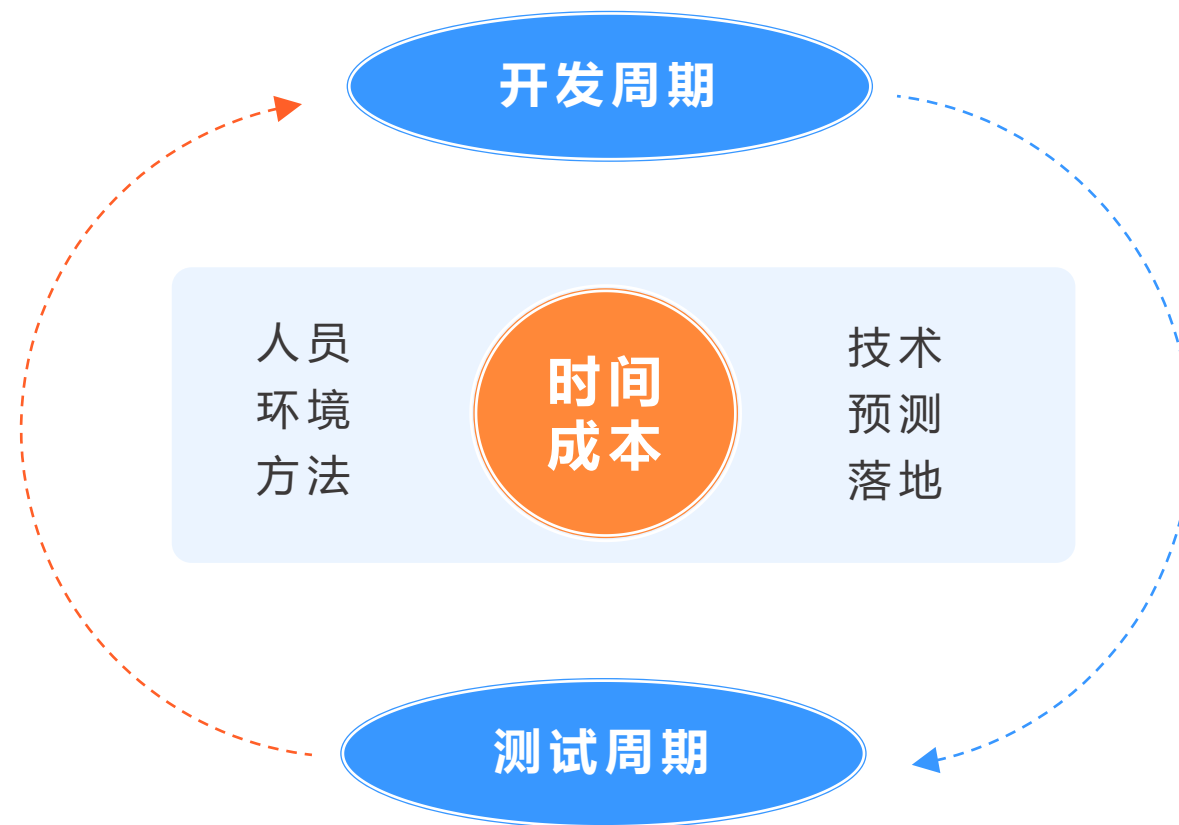 开发周期
人员
环境
方法
时间
成本
技术
预测
落地
测试周期